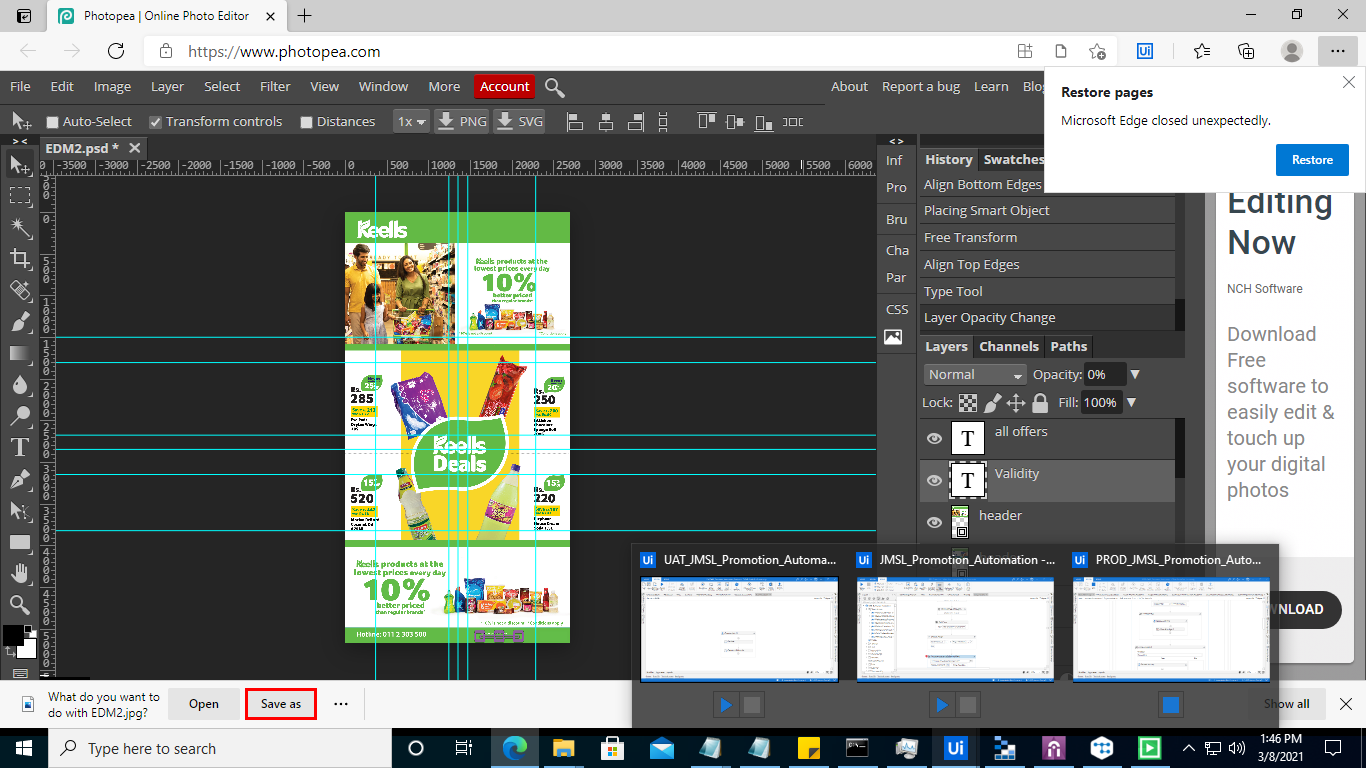 Photopea | Online Photo Editor
https://www.photopea.com
File Edit Image Layer Select Filter View Window More Account
About Report a bug Learn Blog
Restore pages
Microsoft Edge closed unexpectedly.
Restore
Auto-Select Transform controls Distances 1x PNG SVG
EDM2.psd *
-3500 -3000 -2500 -2000 -1500 -1000 -500 0 500 1000 1500 2000 2500 3000 3500 4000 4500 5000 5500 6000
Inf
Pro
Bru
Cha
Par
CSS
History Swatches
Align Bottom Edges
Placing Smart Object
Free Transform
Align Top Edges
Type Tool
Layer Opacity Change
Layers Channels Paths
Normal Opacity: 0%
Lock: Fill: 100%
T all offers
T Validity
header
Editing
Now
NCH Software
Download
Free
software to
easily edit &
touch up
your digital
photos
Keells
Keells products at the
lowest prices every day
10%
better priced
than regular brands
25%
Rs.
285
20%
250
Keells
Deals
15%
Rs.
520
15%
220
Keells products at the
lowest prices every day
10%
better priced
than regular brands
Hotline: 011 2 303 500
Ui UAT_JMSL_Promotion_Automa...
Ui JMSL_Promotion_Automation -...
Ui PROD_JMSL_Promotion_Auto...
What do you want to
do with EDM2.jpg?
Open
Save as
Show all
Type here to search
Ui
1:46 PM
3/8/2021